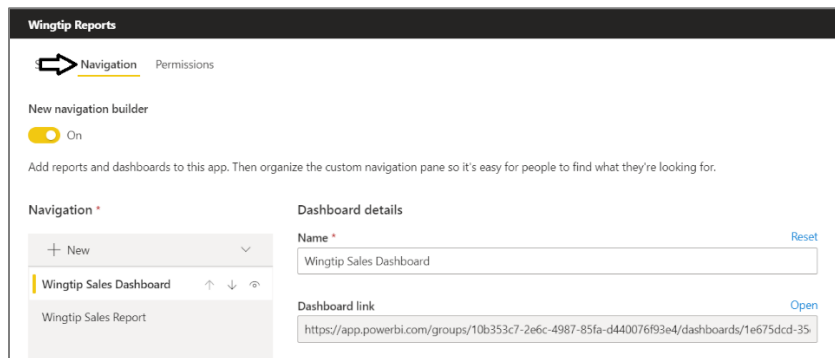 Wingtip Reports
Navigation Permissions
New navigation builder
On
Add reports and dashboards to this app. Then organize the custom navigation pane so it's easy for people to find what they're looking for.
Navigation * Dashboard details
+ New
Name * Reset
Wingtip Sales Dashboard
Wingtip Sales Dashboard
Wingtip Sales Report
Dashboard link Open
https://app.powerbi.com/groups/10b353c7-2e6c-4987-85fa-d440076f93e4/dashboards/1e675dcd-35